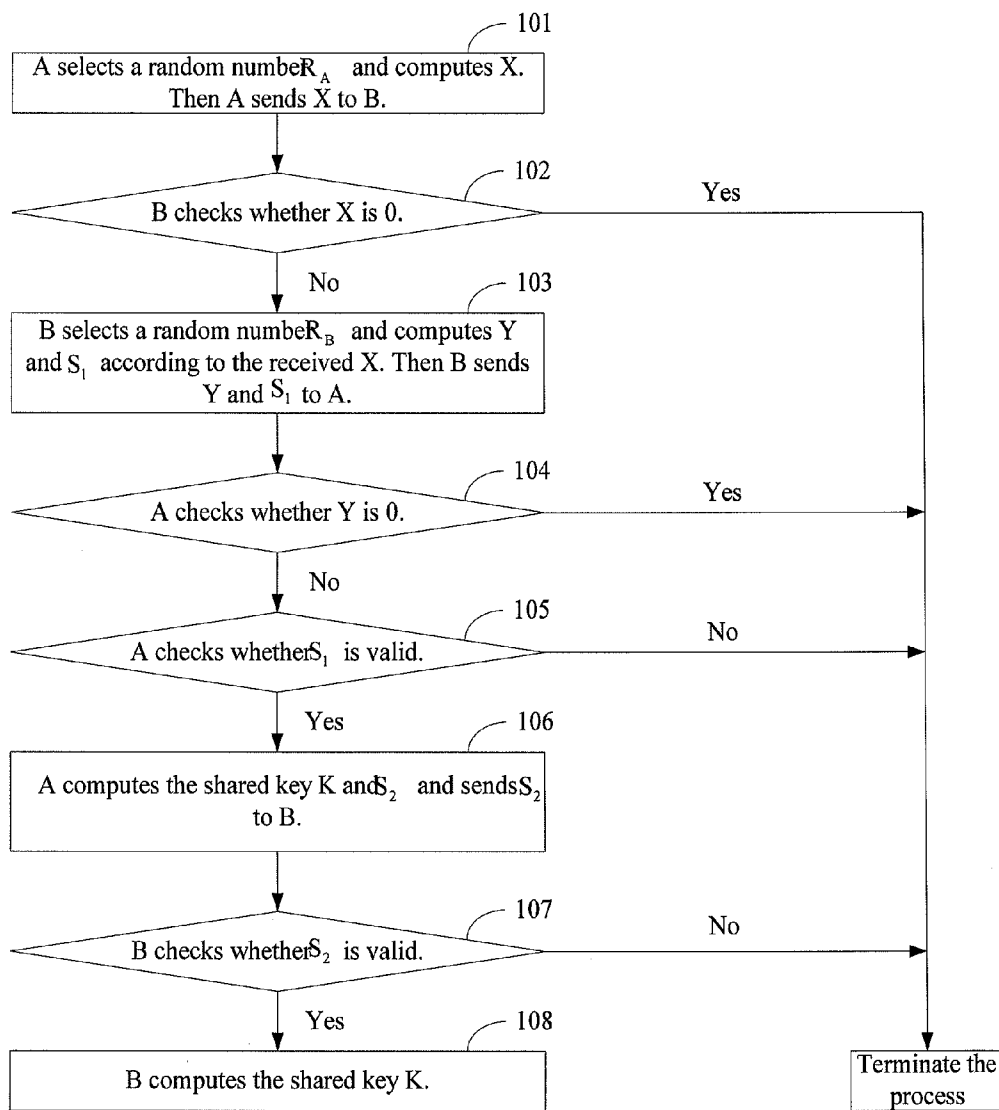 101
A selects a random numbeR_A and computes X.
Then A sends X to B.
102
B checks whether X is 0.
Yes
No
103
B selects a random numbeR_B and computes Y
and S_1 according to the received X. Then B sends
Y and S_1 to A.
104
A checks whether Y is 0.
Yes
No
105
A checks whetherS_1 is valid.
No
Yes
106
A computes the shared key K andS_2 and sendsS_2
to B.
107
B checks whetherS_2 is valid.
No
Yes
108
B computes the shared key K.
Terminate the
process